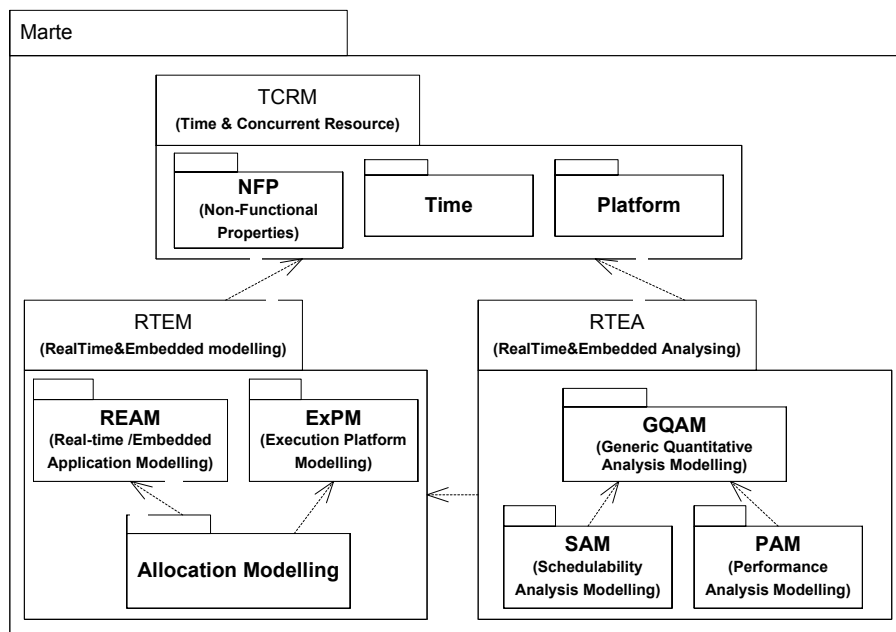 Marte
TCRM
(Time & Concurrent Resource)
NFP
(Non-Functional
Properties)
Time
Platform
RTEM
(RealTime&Embedded modelling)
REAM
(Real-time /Embedded
Application Modelling)
ExPM
(Execution Platform
Modelling)
Allocation Modelling
RTEA
(RealTime&Embedded Analysing)
GQAM
(Generic Quantitative
Analysis Modelling)
SAM
(Schedulability
Analysis Modelling)
PAM
(Performance
Analysis Modelling)